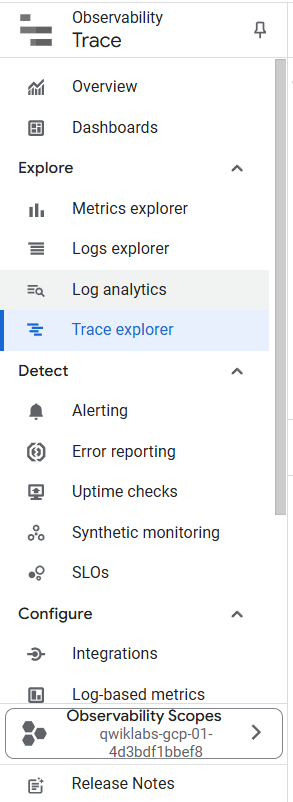 Observability
Trace
Overview
Dashboards
Explore
Metrics explorer
Logs explorer
Log analytics
Trace explorer
Detect
Alerting
Error reporting
Uptime checks
Synthetic monitoring
SLOs
Configure
Integrations
Log-based metrics
Observability Scopes
qwiklabs-gcp-01-
4d3bdf1bbef8
Release Notes